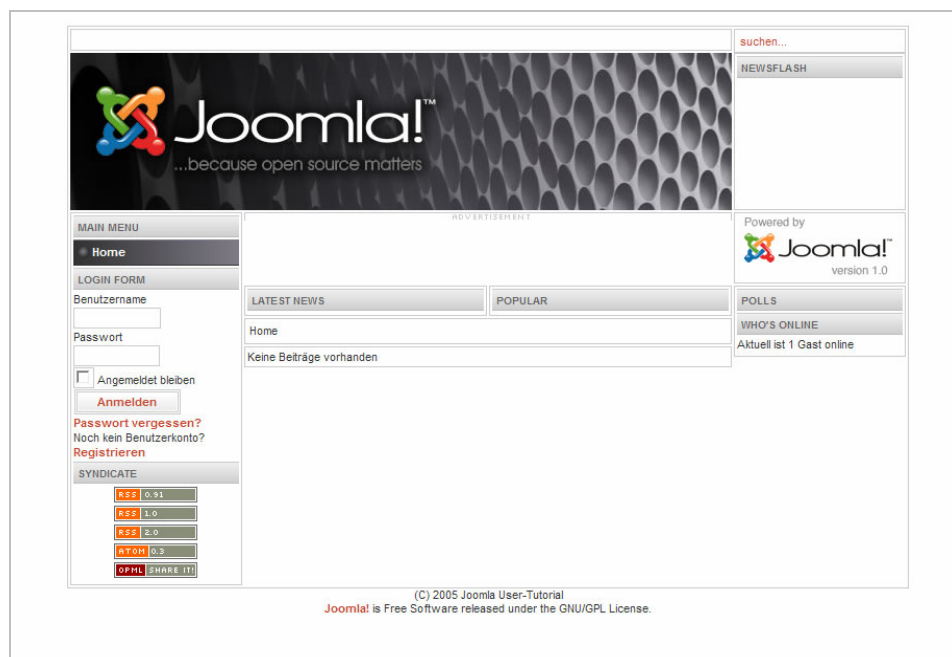 suchen...
NEWSFLASH
Joomla!™
...because open source matters
ADVERTISEMENT
MAIN MENU
Home
LOGIN FORM
Benutzername
Passwort
Angemeldet bleiben
Anmelden
Passwort vergessen?
Noch kein Benutzerkonto?
Registrieren
SYNDICATE
RSS 0.91
RSS 1.0
RSS 2.0
ATOM 0.3
OPML SHARE IT!
LATEST NEWS
POPULAR
Home
Keine Beiträge vorhanden
Powered by
Joomla!™
version 1.0
POLLS
WHO'S ONLINE
Aktuell ist 1 Gast online
(C) 2005 Joomla User-Tutorial
Joomla! is Free Software released under the GNU/GPL License.